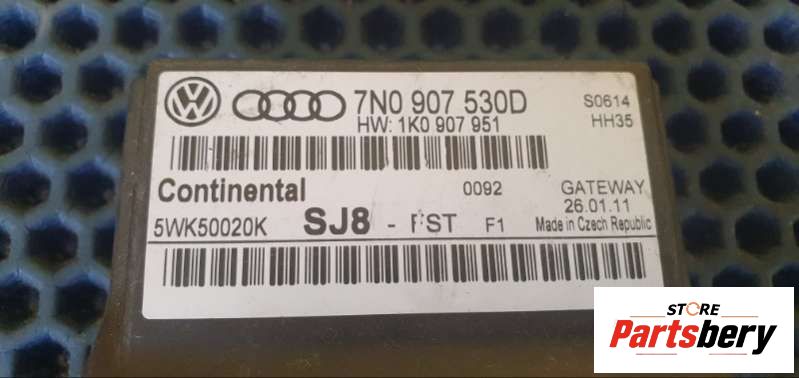 7N0 907 530D
HW: 1K0 907 951
S0614
HH35
Continental
0092
GATEWAY
26.01.11
5WK50020K
SJ8 -
F1
Made in Czech Republic
STORE
Partsbery